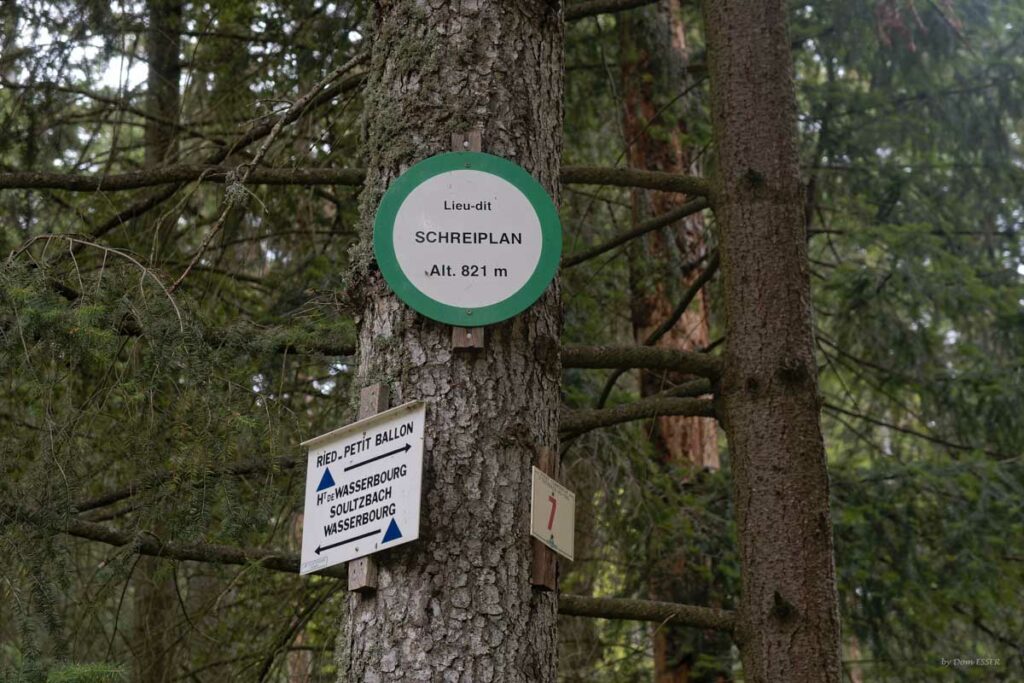 Lieu-dit
SCHREIPLAN
Alt. 821 m
RIED_PETIT BALLON
HT DE WASSERBOURG
SOULTZBACH
WASSERBOURG
7
by Dom ESSER